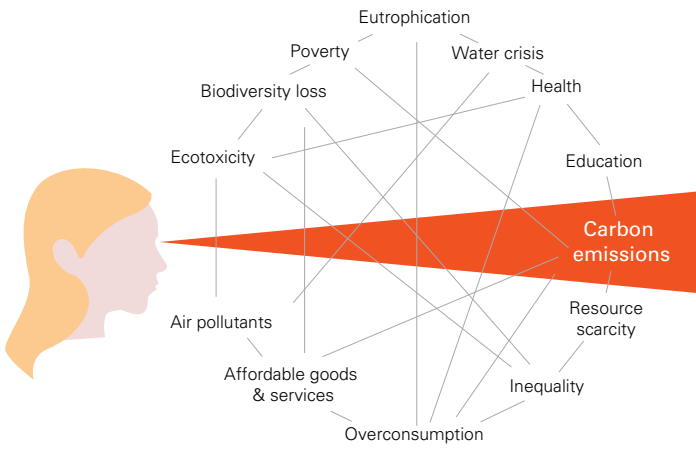 Eutrophication
Poverty
Water crisis
Biodiversity loss
Health
Ecotoxicity
Education
Carbon
emissions
Air pollutants
Resource
scarcity
Affordable goods
& services
Inequality
Overconsumption